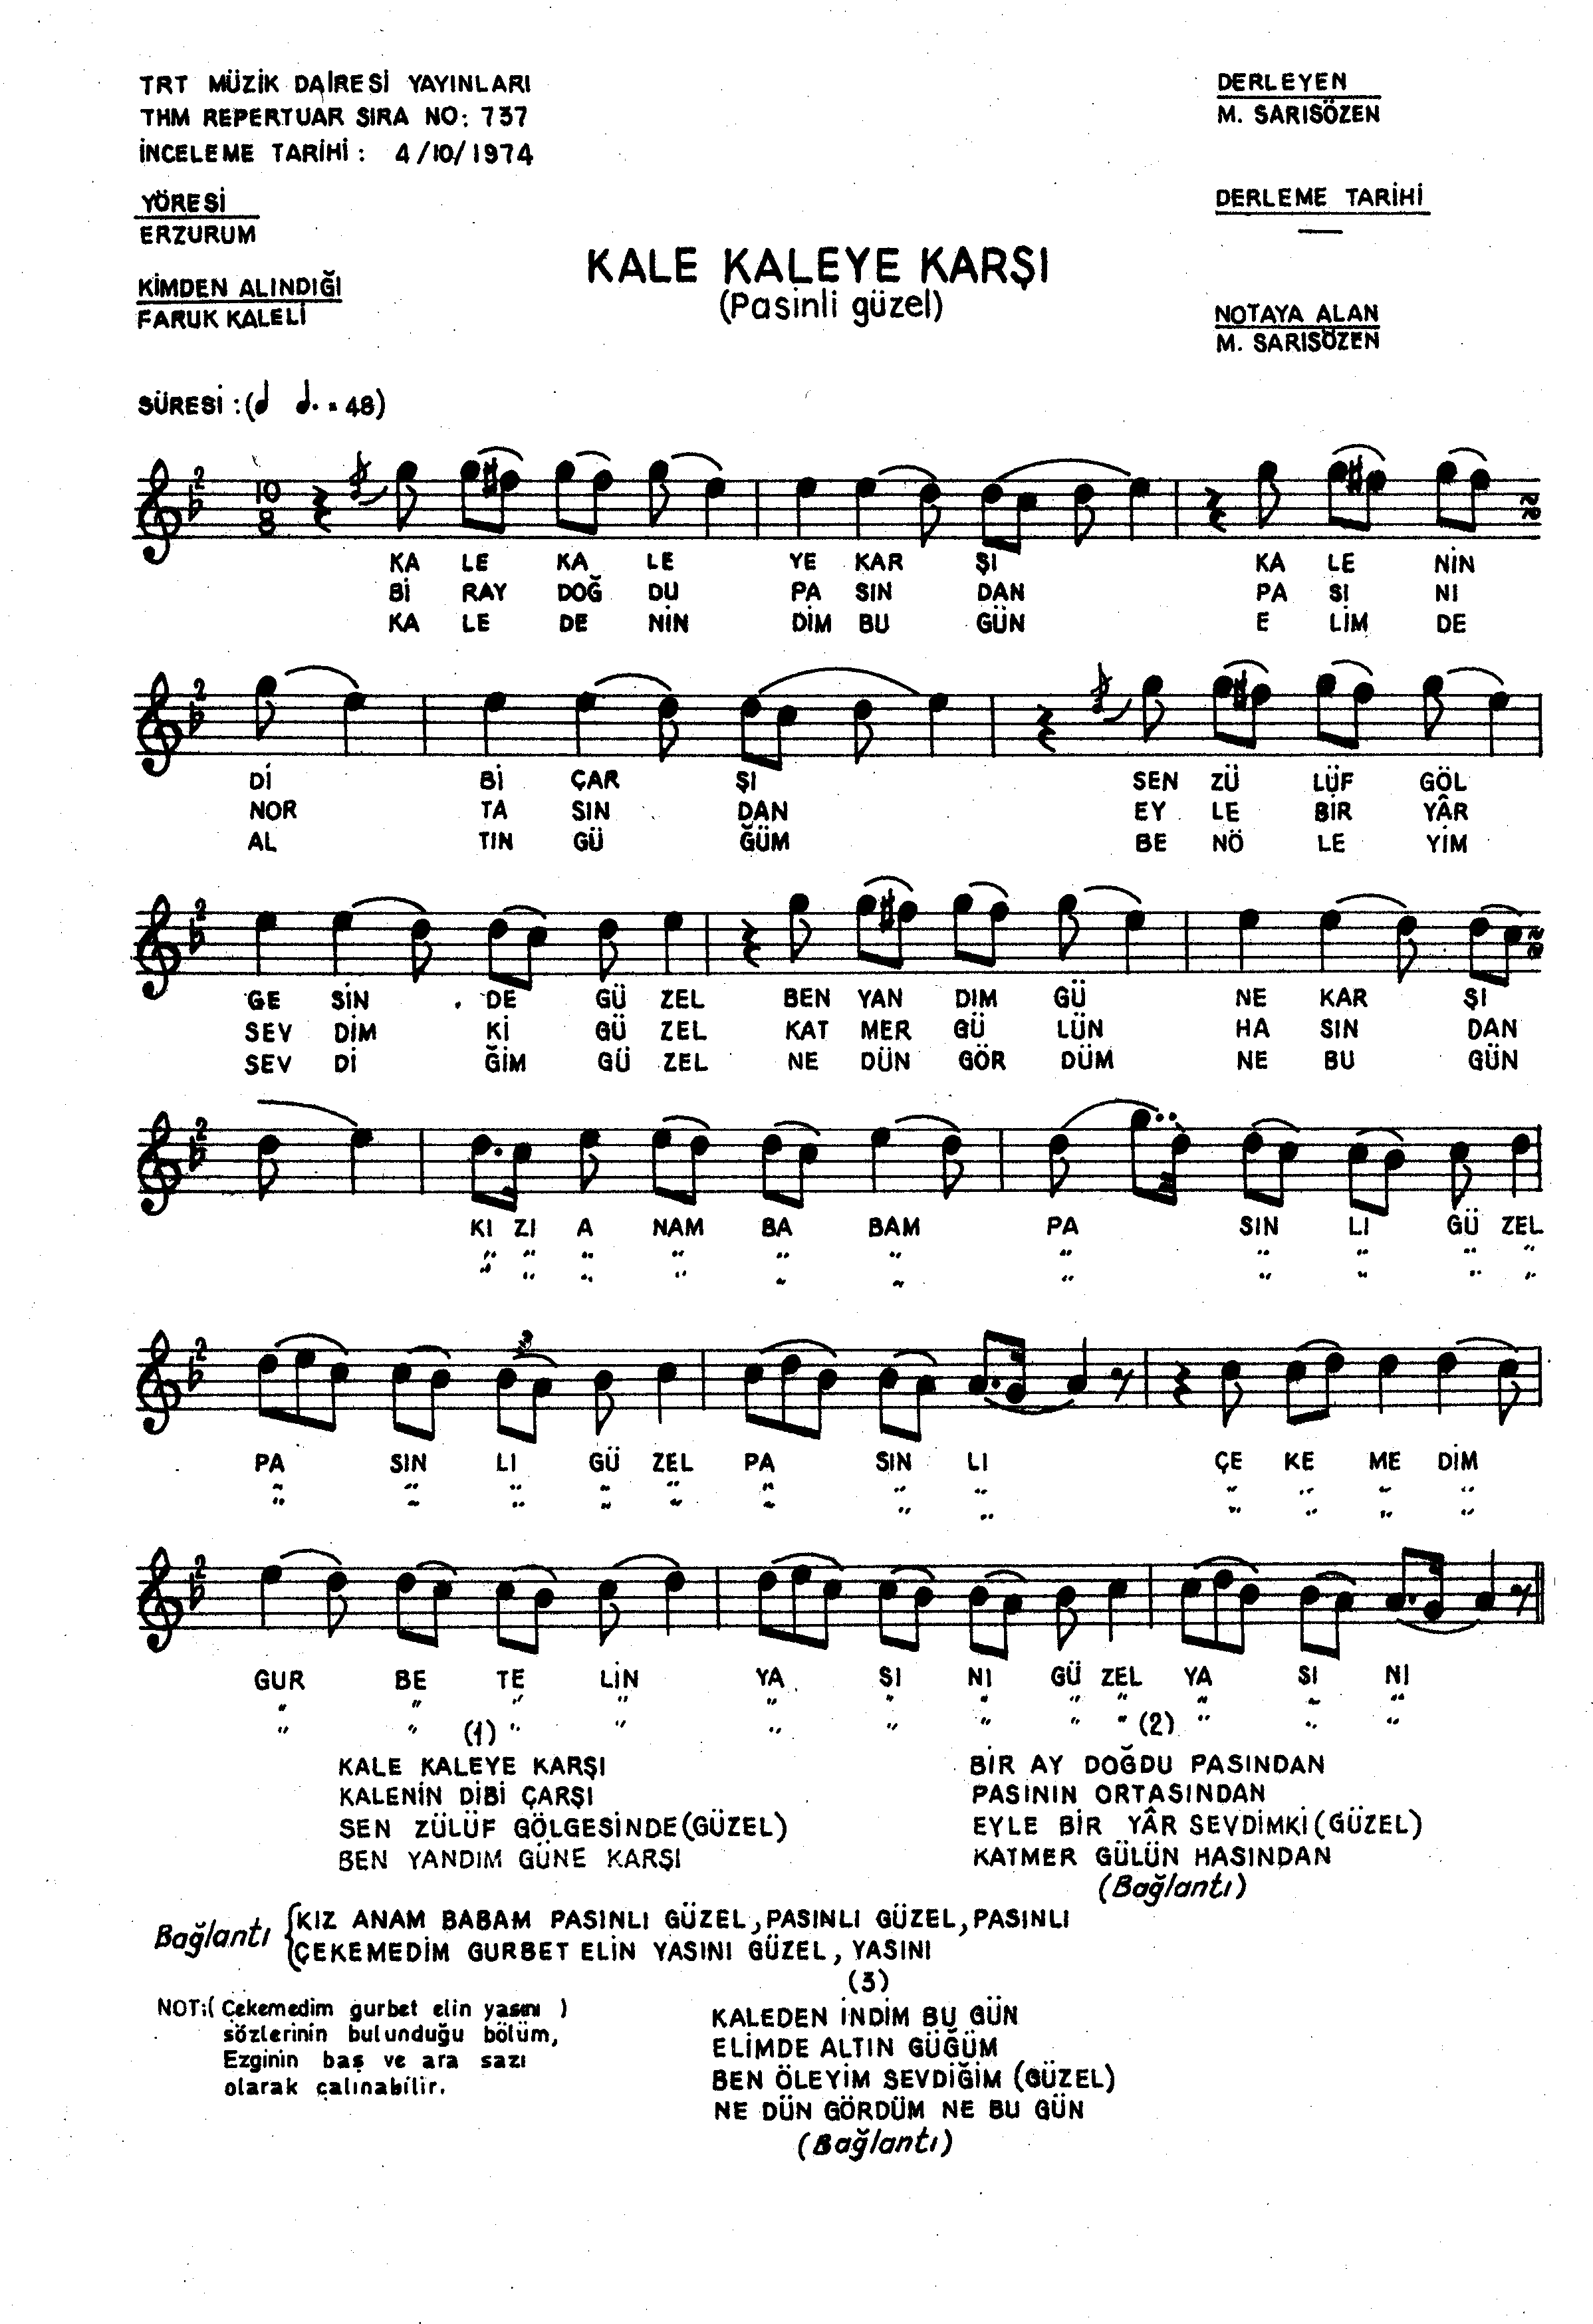 TRT MÜZİK DAİRESİ YAYINLARI
THM REPERTUAR SIRA NO: 737
İNCELEME TARİHİ : 4/10/1974
DERLEYEN
M. SARISÖZEN
YÖRESİ
ERZURUM
DERLEME TARİHİ
KALE KALEYE KARŞI
(Pasinli güzel)
KİMDEN ALINDIĞI
FARUK KALELİ
NOTAYA ALAN
M. SARISÖZEN
SÜRESİ : ( = 48)
2 10 8
KA LE KA LE YE KAR ŞI KA LE NİN
Bİ RAY DOĞ DU PA SIN DAN PA SI NI
KA LE DE NİN DİM BU GÜN E LİM DE
2
Dİ Bİ ÇAR ŞI SEN ZÜ LÜF GÖL
NOR TA SIN DAN EY LE BİR YÂR
AL TIN GÜ ĞÜM BE NÖ LE YİM
2
GE SİN DE GÜ ZEL BEN YAN DIM GÜ NE KAR ŞI
SEV DİM Kİ GÜ ZEL KAT MER GÜ LÜN HA SIN DAN
SEV Dİ ĞİM GÜ ZEL NE DÜN GÖR DÜM NE BU GÜN
2
KI ZI A NAM BA BAM PA SIN LI GÜ ZEL
" " " " " " " " " " "
" " " " " " " " " " "
2
PA SIN LI GÜ ZEL PA SIN LI ÇE KE ME DİM
" " " " " " " " " " " "
" " " " " " " " " " " "
2
GUR BE TE LİN YA SI NI GÜ ZEL YA SI NI
" " " " " " " " " " " "
" " " " " " " " " " " "
(1)
KALE KALEYE KARŞI
KALENİN DİBİ ÇARŞI
SEN ZÜLÜF GÖLGESİNDE (GÜZEL)
BEN YANDIM GÜNE KARŞI
(2)
BİR AY DOĞDU PASINDAN
PASININ ORTASINDAN
EYLE BİR YÂR SEVDİMKİ (GÜZEL)
KATMER GÜLÜN HASINDAN
(Bağlantı)
Bağlantı { KIZ ANAM BABAM PASINLI GÜZEL, PASINLI GÜZEL, PASINLI
ÇEKEMEDİM GURBET ELİN YASINI GÜZEL, YASINI
(3)
KALEDEN İNDİM BU GÜN
ELİMDE ALTIN GÜĞÜM
BEN ÖLEYİM SEVDİĞİM (GÜZEL)
NE DÜN GÖRDÜM NE BU GÜN
(Bağlantı)
NOT:( Çekemedim gurbet elin yasını )
sözlerinin bulunduğu bölüm,
Ezginin baş ve ara sazı
olarak çalınabilir.